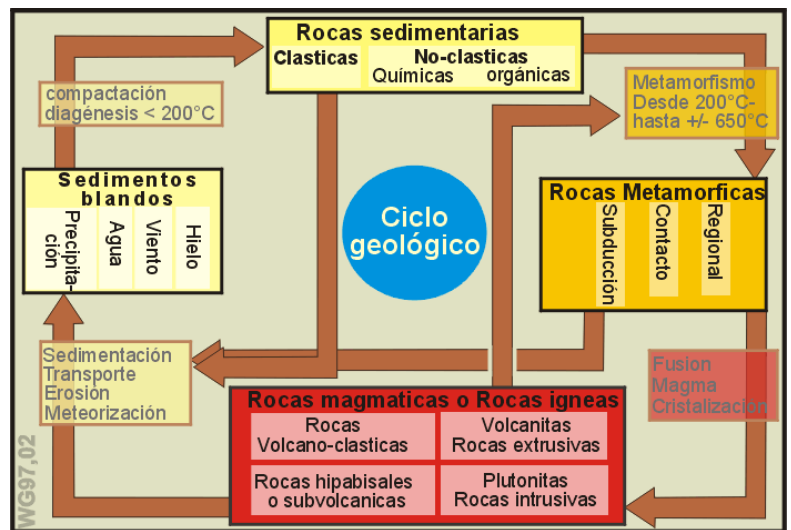 Rocas sedimentarias
Clasticas
No-clasticas
Químicas orgánicas
compactación
diagénesis < 200°C
Metamorfismo
Desde 200°C-
hasta +/- 650°C
Sedimentos
blandos
Precipita-
ción
Agua
Viento
Hielo
Ciclo
geológico
Rocas Metamorficas
Subducción
Contacto
Regional
Sedimentación
Transporte
Erosión
Meteorización
Fusion
Magma
Cristalización
Rocas magmaticas o Rocas igneas
Rocas
Volcano-clasticas
Volcanitas
Rocas extrusivas
Rocas hipabisales
o subvolcanicas
Plutonitas
Rocas intrusivas
WG97,02